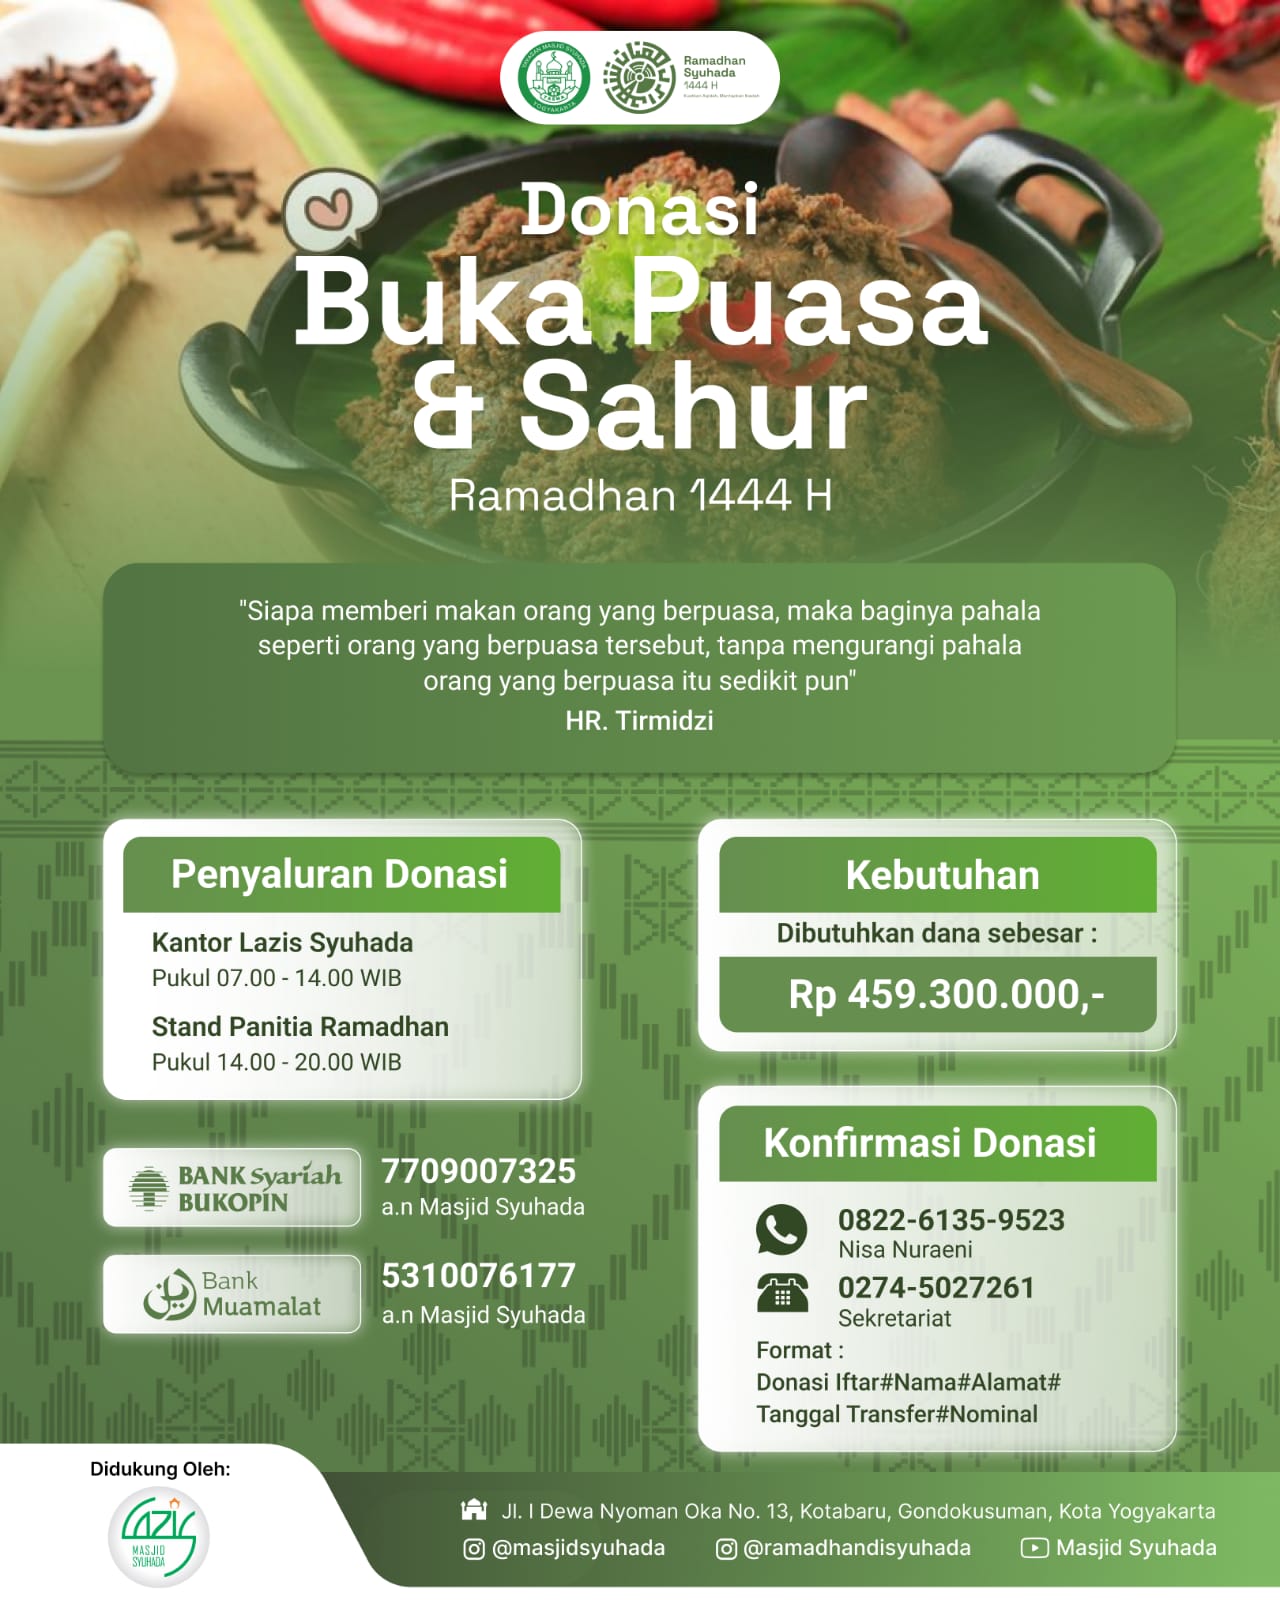 YAYASAN MASJID SYUHADA
YOGYAKARTA
Ramadhan
Syuhada
1444 H
Donasi
Buka Puasa
& Sahur
Ramadhan 1444 H
"Siapa memberi makan orang yang berpuasa, maka baginya pahala
seperti orang yang berpuasa tersebut, tanpa mengurangi pahala
orang yang berpuasa itu sedikit pun"
HR. Tirmidzi
Penyaluran Donasi
Kantor Lazis Syuhada
Pukul 07.00 - 14.00 WIB
Stand Panitia Ramadhan
Pukul 14.00 - 20.00 WIB
BANK Syariah
BUKOPIN
7709007325
a.n Masjid Syuhada
Bank
Muamalat
5310076177
a.n Masjid Syuhada
Kebutuhan
Dibutuhkan dana sebesar :
Rp 459.300.000,-
Konfirmasi Donasi
0822-6135-9523
Nisa Nuraeni
0274-5027261
Sekretariat
Format :
Donasi Iftar#Nama#Alamat#
Tanggal Transfer#Nominal
Didukung Oleh:
LAZIS
MASJID
SYUHADA
Jl. I Dewa Nyoman Oka No. 13, Kotabaru, Gondokusuman, Kota Yogyakarta
@masjidsyuhada @ramadhandisyuhada Masjid Syuhada